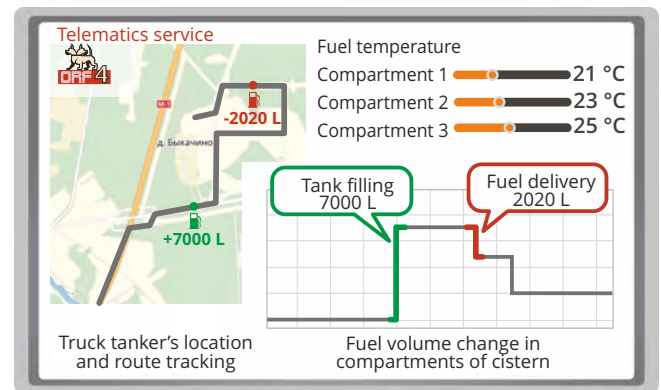 Telematics service
ORF 4
М-1
д. Быкачино
-2020 L
+7000 L
Fuel temperature
Compartment 1 21 °C
Compartment 2 23 °C
Compartment 3 25 °C
Tank filling
7000 L
Fuel delivery
2020 L
Truck tanker's location
and route tracking
Fuel volume change in
compartments of cistern